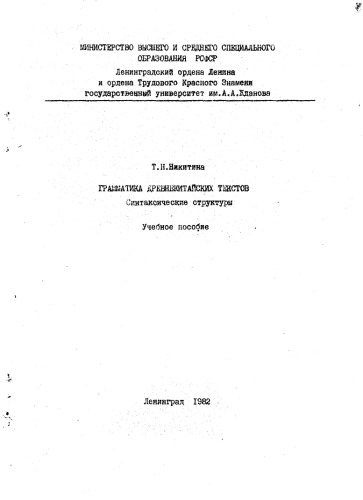 МИНИСТЕРСТВО ВЫСШЕГО И СРЕДНЕГО СПЕЦИАЛЬНОГО
ОБРАЗОВАНИЯ РСФСР
Ленинградский ордена Ленина
и ордена Трудового Красного Знамени
государственный университет им.А.А.Жданова
Т.Н.Никитина
ГРАММАТИКА ДРЕВНЕКИТАЙСКИХ ТЕКСТОВ
Синтаксические структуры
Учебное пособие
Ленинград 1982